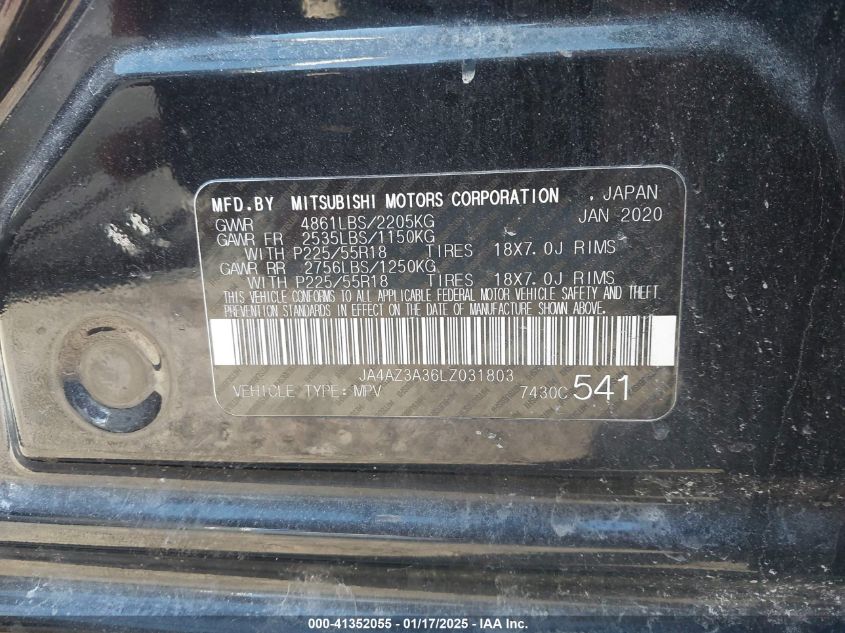 MFD. BY MITSUBISHI MOTORS CORPORATION , JAPAN
GVWR 4861LBS/2205KG JAN 2020
GAWR FR 2535LBS/1150KG
WITH P225/55R18 TIRES 18X7.0J RIMS
GAWR RR 2756LBS/1250KG
WITH P225/55R18 TIRES 18X7.0J RIMS
THIS VEHICLE CONFORMS TO ALL APPLICABLE FEDERAL MOTOR VEHICLE SAFETY AND THEFT
PREVENTION STANDARDS IN EFFECT ON THE DATE OF MANUFACTURE SHOWN ABOVE.
JA4AZ3A36LZ031803
VEHICLE TYPE: MPV 7430C 541
000-41352055 - 01/17/2025 - IAA Inc.